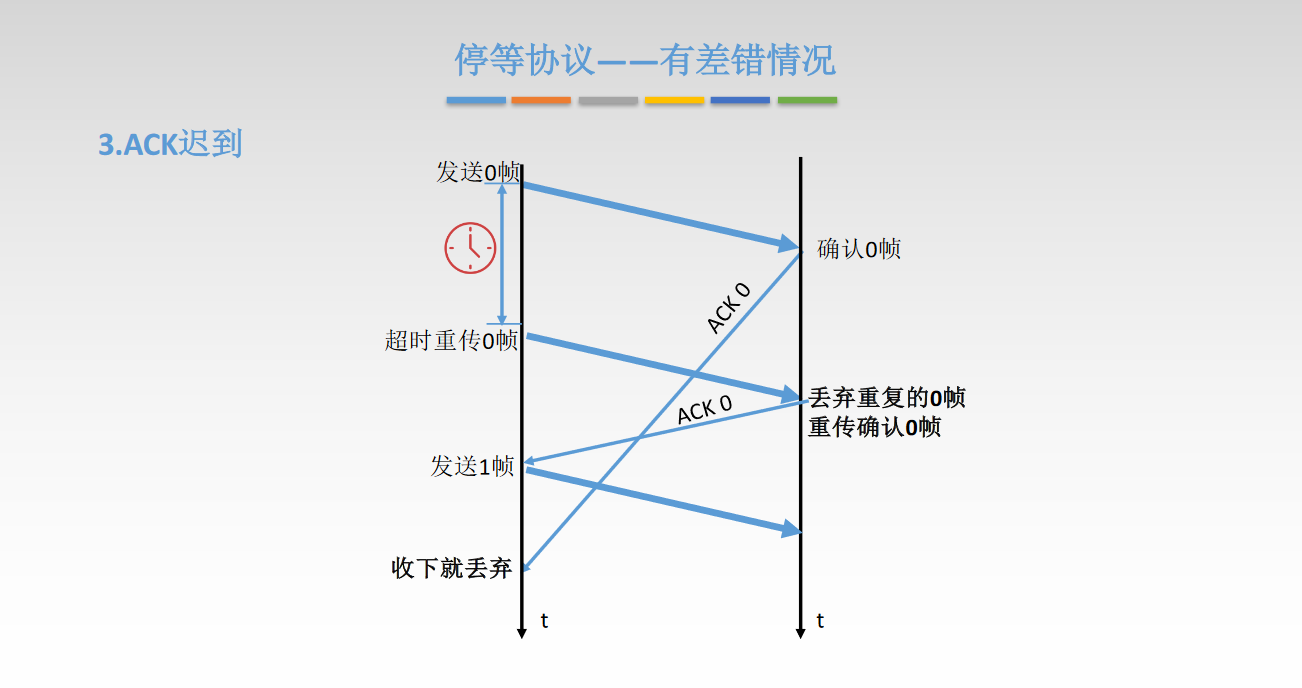 停等协议——有差错情况
3.ACK迟到
发送0帧
确认0帧
ACK 0
超时重传0帧
丢弃重复的0帧
重传确认0帧
ACK 0
发送1帧
收下就丢弃
t
t